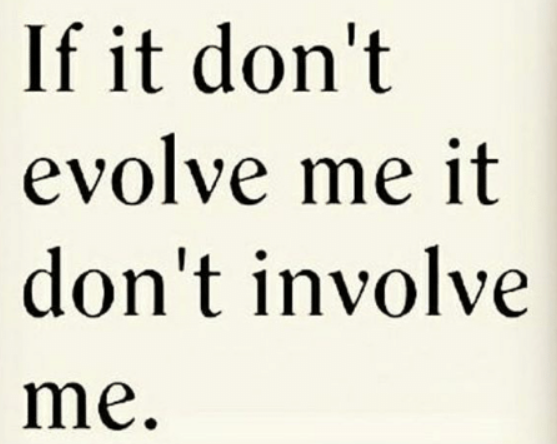 If it don't
evolve me it
don't involve
me.